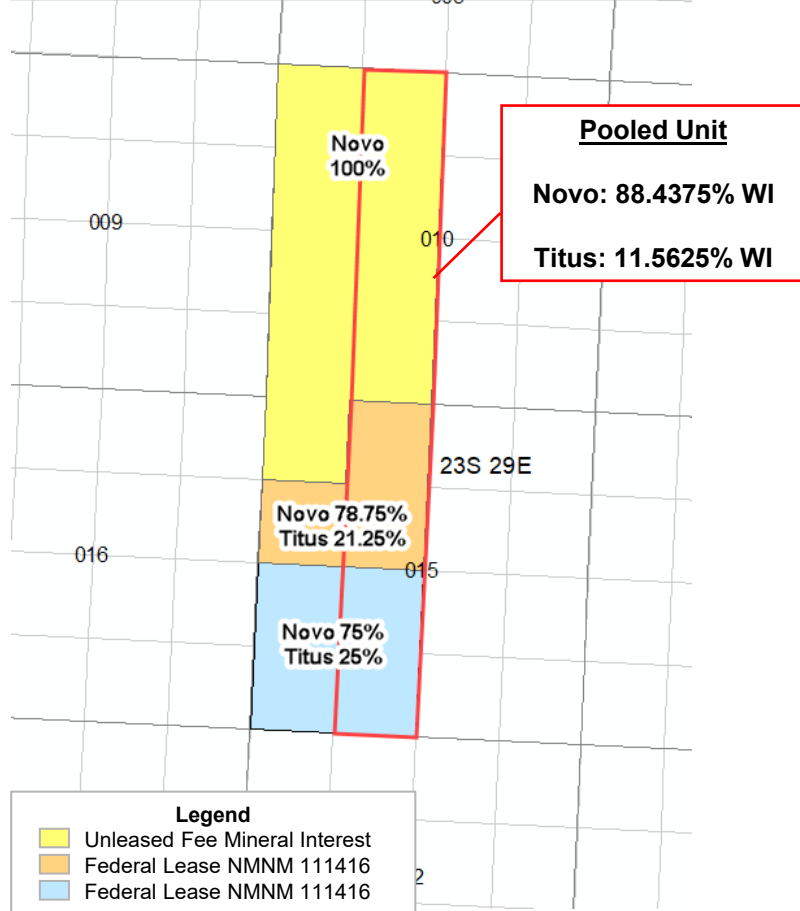 Novo
100%
Pooled Unit
Novo: 88.4375% WI
Titus: 11.5625% WI
009
010
23S 29E
Novo 78.75%
Titus 21.25%
016
015
Novo 75%
Titus 25%
Legend
Unleased Fee Mineral Interest
Federal Lease NMNM 111416
Federal Lease NMNM 111416
2